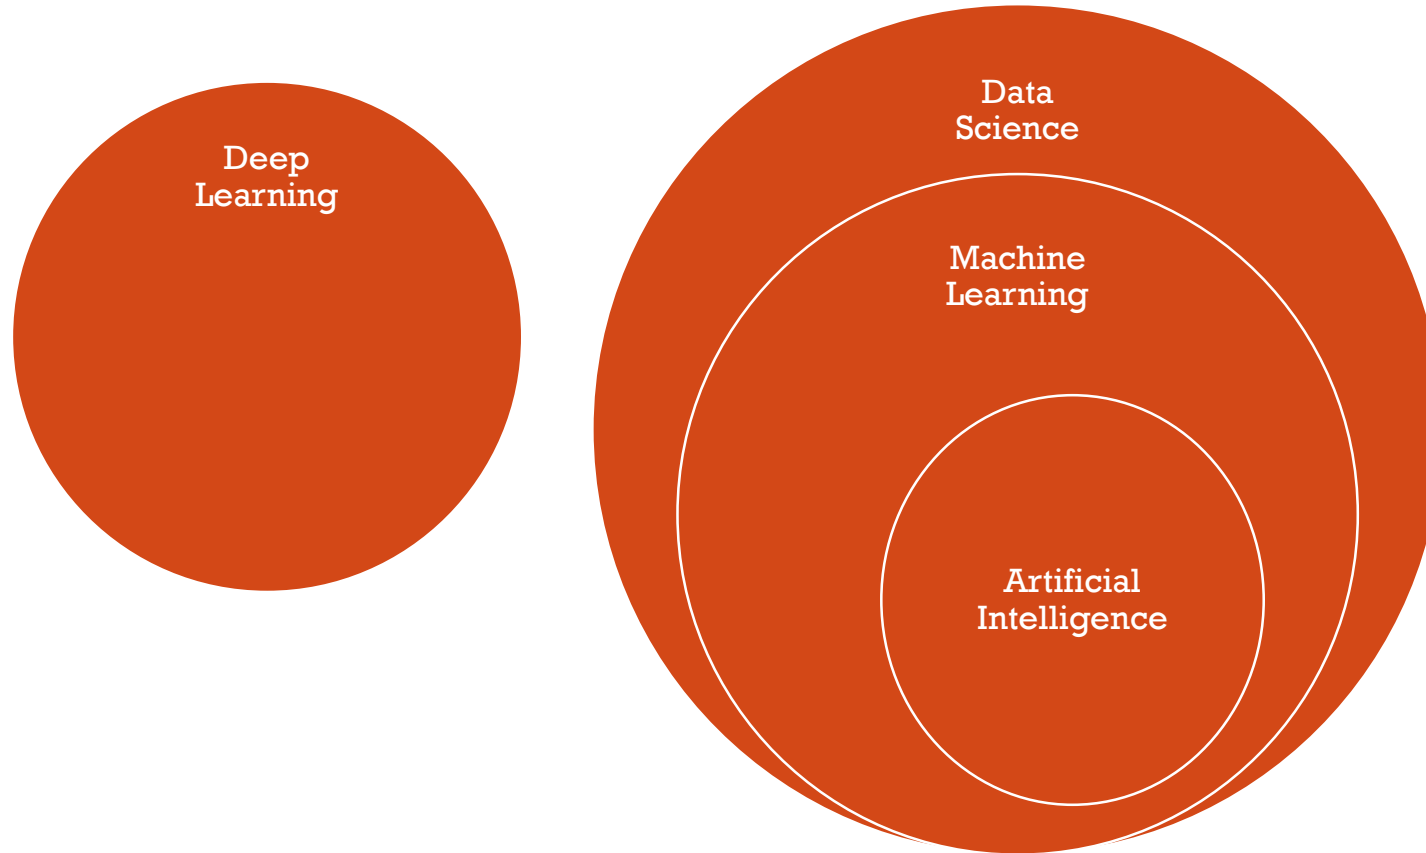 Deep
Learning
Data
Science
Machine
Learning
Artificial
Intelligence